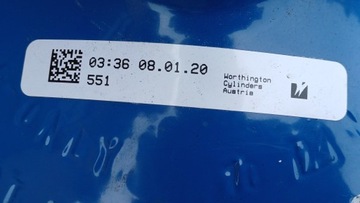 03:36 08.01.20
551
Worthington
Cylinders
Austria